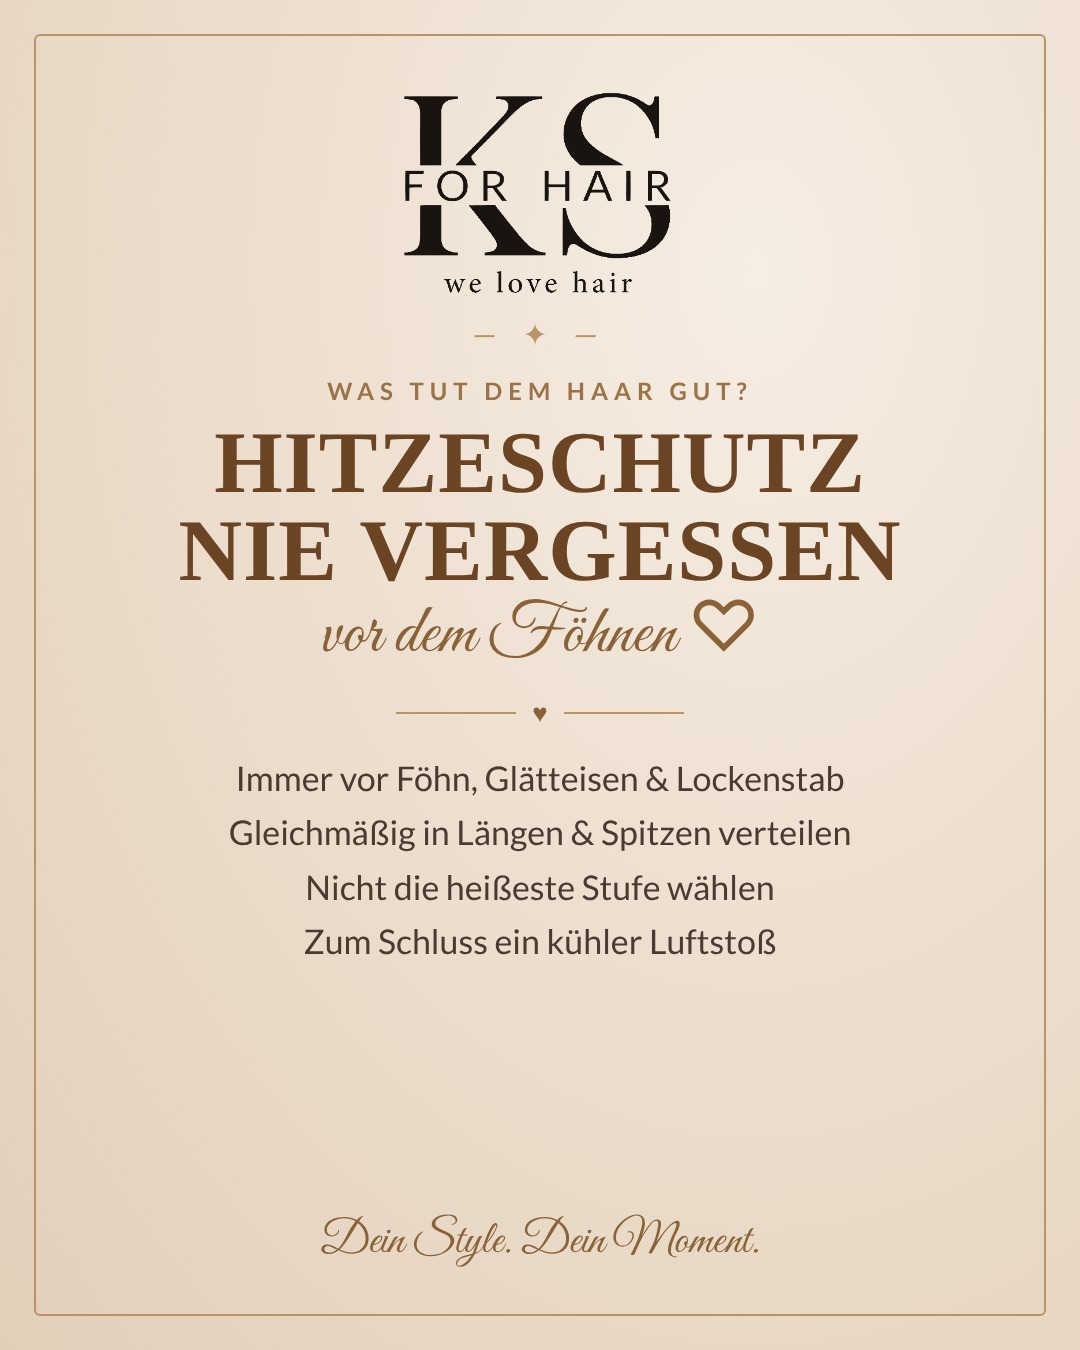 KS
FOR HAIR
we love hair
WAS TUT DEM HAAR GUT?
HITZESCHUTZ
NIE VERGESSEN
vor dem Föhnen
Immer vor Föhn, Glätteisen & Lockenstab
Gleichmäßig in Längen & Spitzen verteilen
Nicht die heißeste Stufe wählen
Zum Schluss ein kühler Luftstoß
Dein Style. Dein Moment.